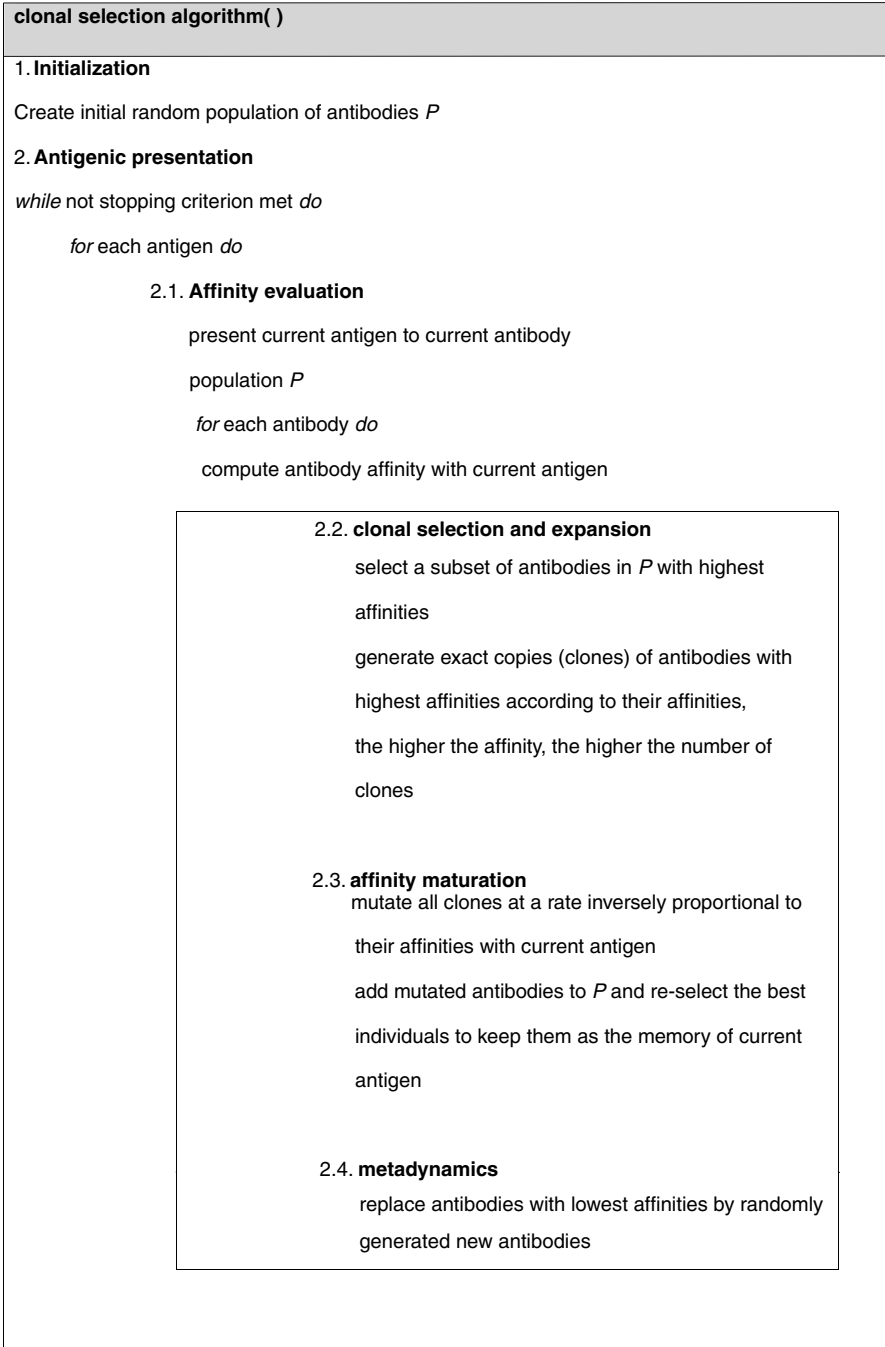 clonal selection algorithm( )
1. Initialization
Create initial random population of antibodies P
2. Antigenic presentation
while not stopping criterion met do
for each antigen do
2.1. Affinity evaluation
present current antigen to current antibody
population P
for each antibody do
compute antibody affinity with current antigen
2.2. clonal selection and expansion
select a subset of antibodies in P with highest
affinities
generate exact copies (clones) of antibodies with
highest affinities according to their affinities,
the higher the affinity, the higher the number of
clones
2.3. affinity maturation
mutate all clones at a rate inversely proportional to
their affinities with current antigen
add mutated antibodies to P and re-select the best
individuals to keep them as the memory of current
antigen
2.4. metadynamics
replace antibodies with lowest affinities by randomly
generated new antibodies